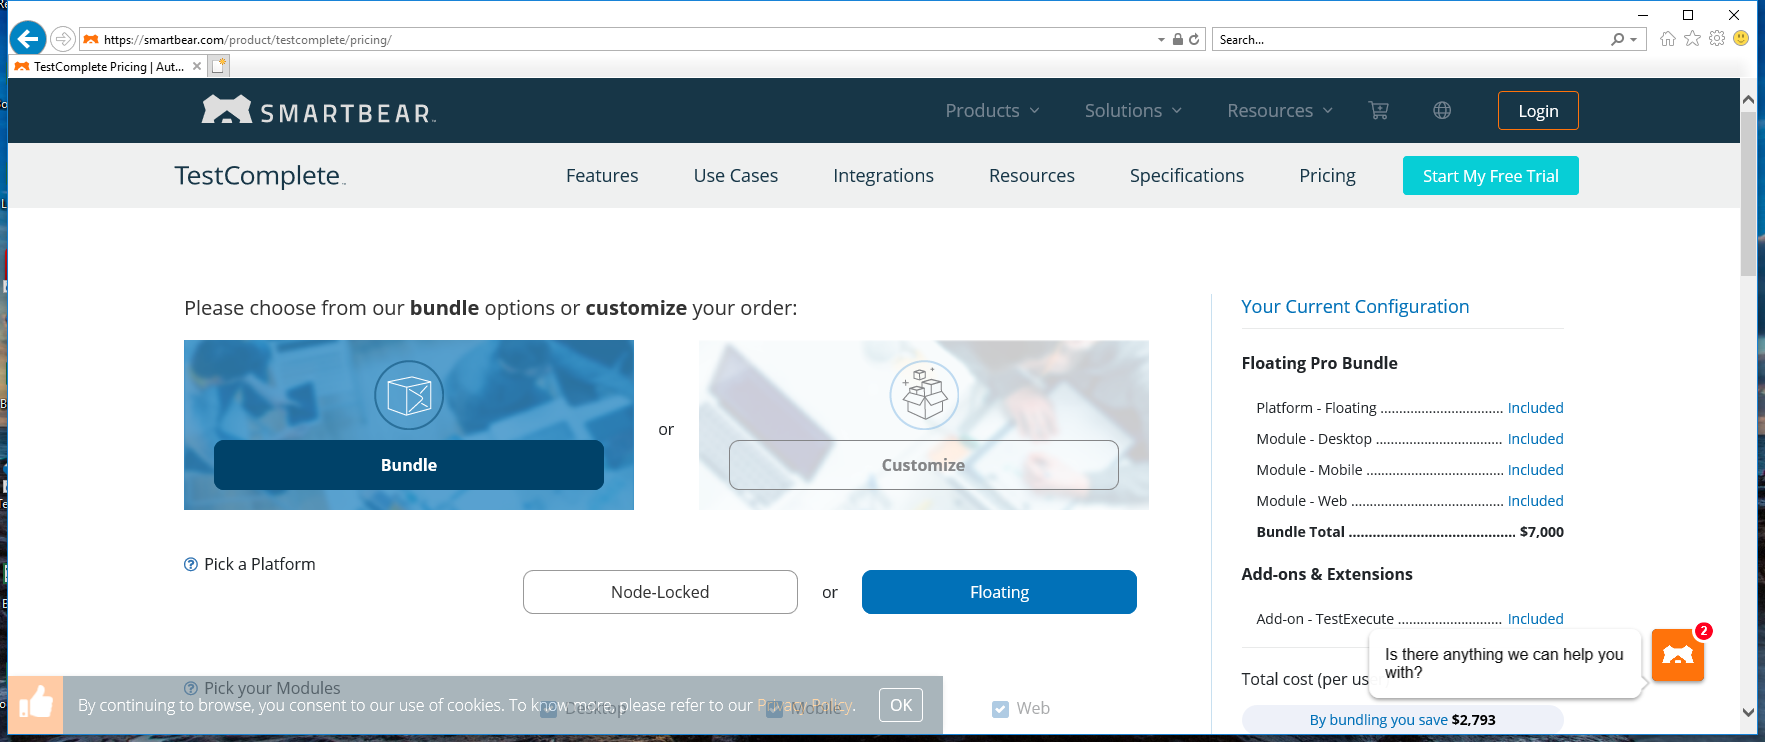 https://smartbear.com/product/testcomplete/pricing/
Search...
TestComplete Pricing | Aut...
SMARTBEAR
Products
Solutions
Resources
Login
TestComplete
Features
Use Cases
Integrations
Resources
Specifications
Pricing
Start My Free Trial
Please choose from our bundle options or customize your order:
Bundle
or
Customize
Pick a Platform
Node-Locked
or
Floating
Pick your Modules
Desktop
Mobile
Web
Your Current Configuration
Floating Pro Bundle
Platform - Floating ................................. Included
Module - Desktop .................................. Included
Module - Mobile ..................................... Included
Module - Web ......................................... Included
Bundle Total ........................................ $7,000
Add-ons & Extensions
Add-on - TestExecute ............................ Included
Total cost (per use
By bundling you save $2,793
Is there anything we can help you
with?
2
By continuing to browse, you consent to our use of cookies. To know more, please refer to our Privacy Policy.
OK